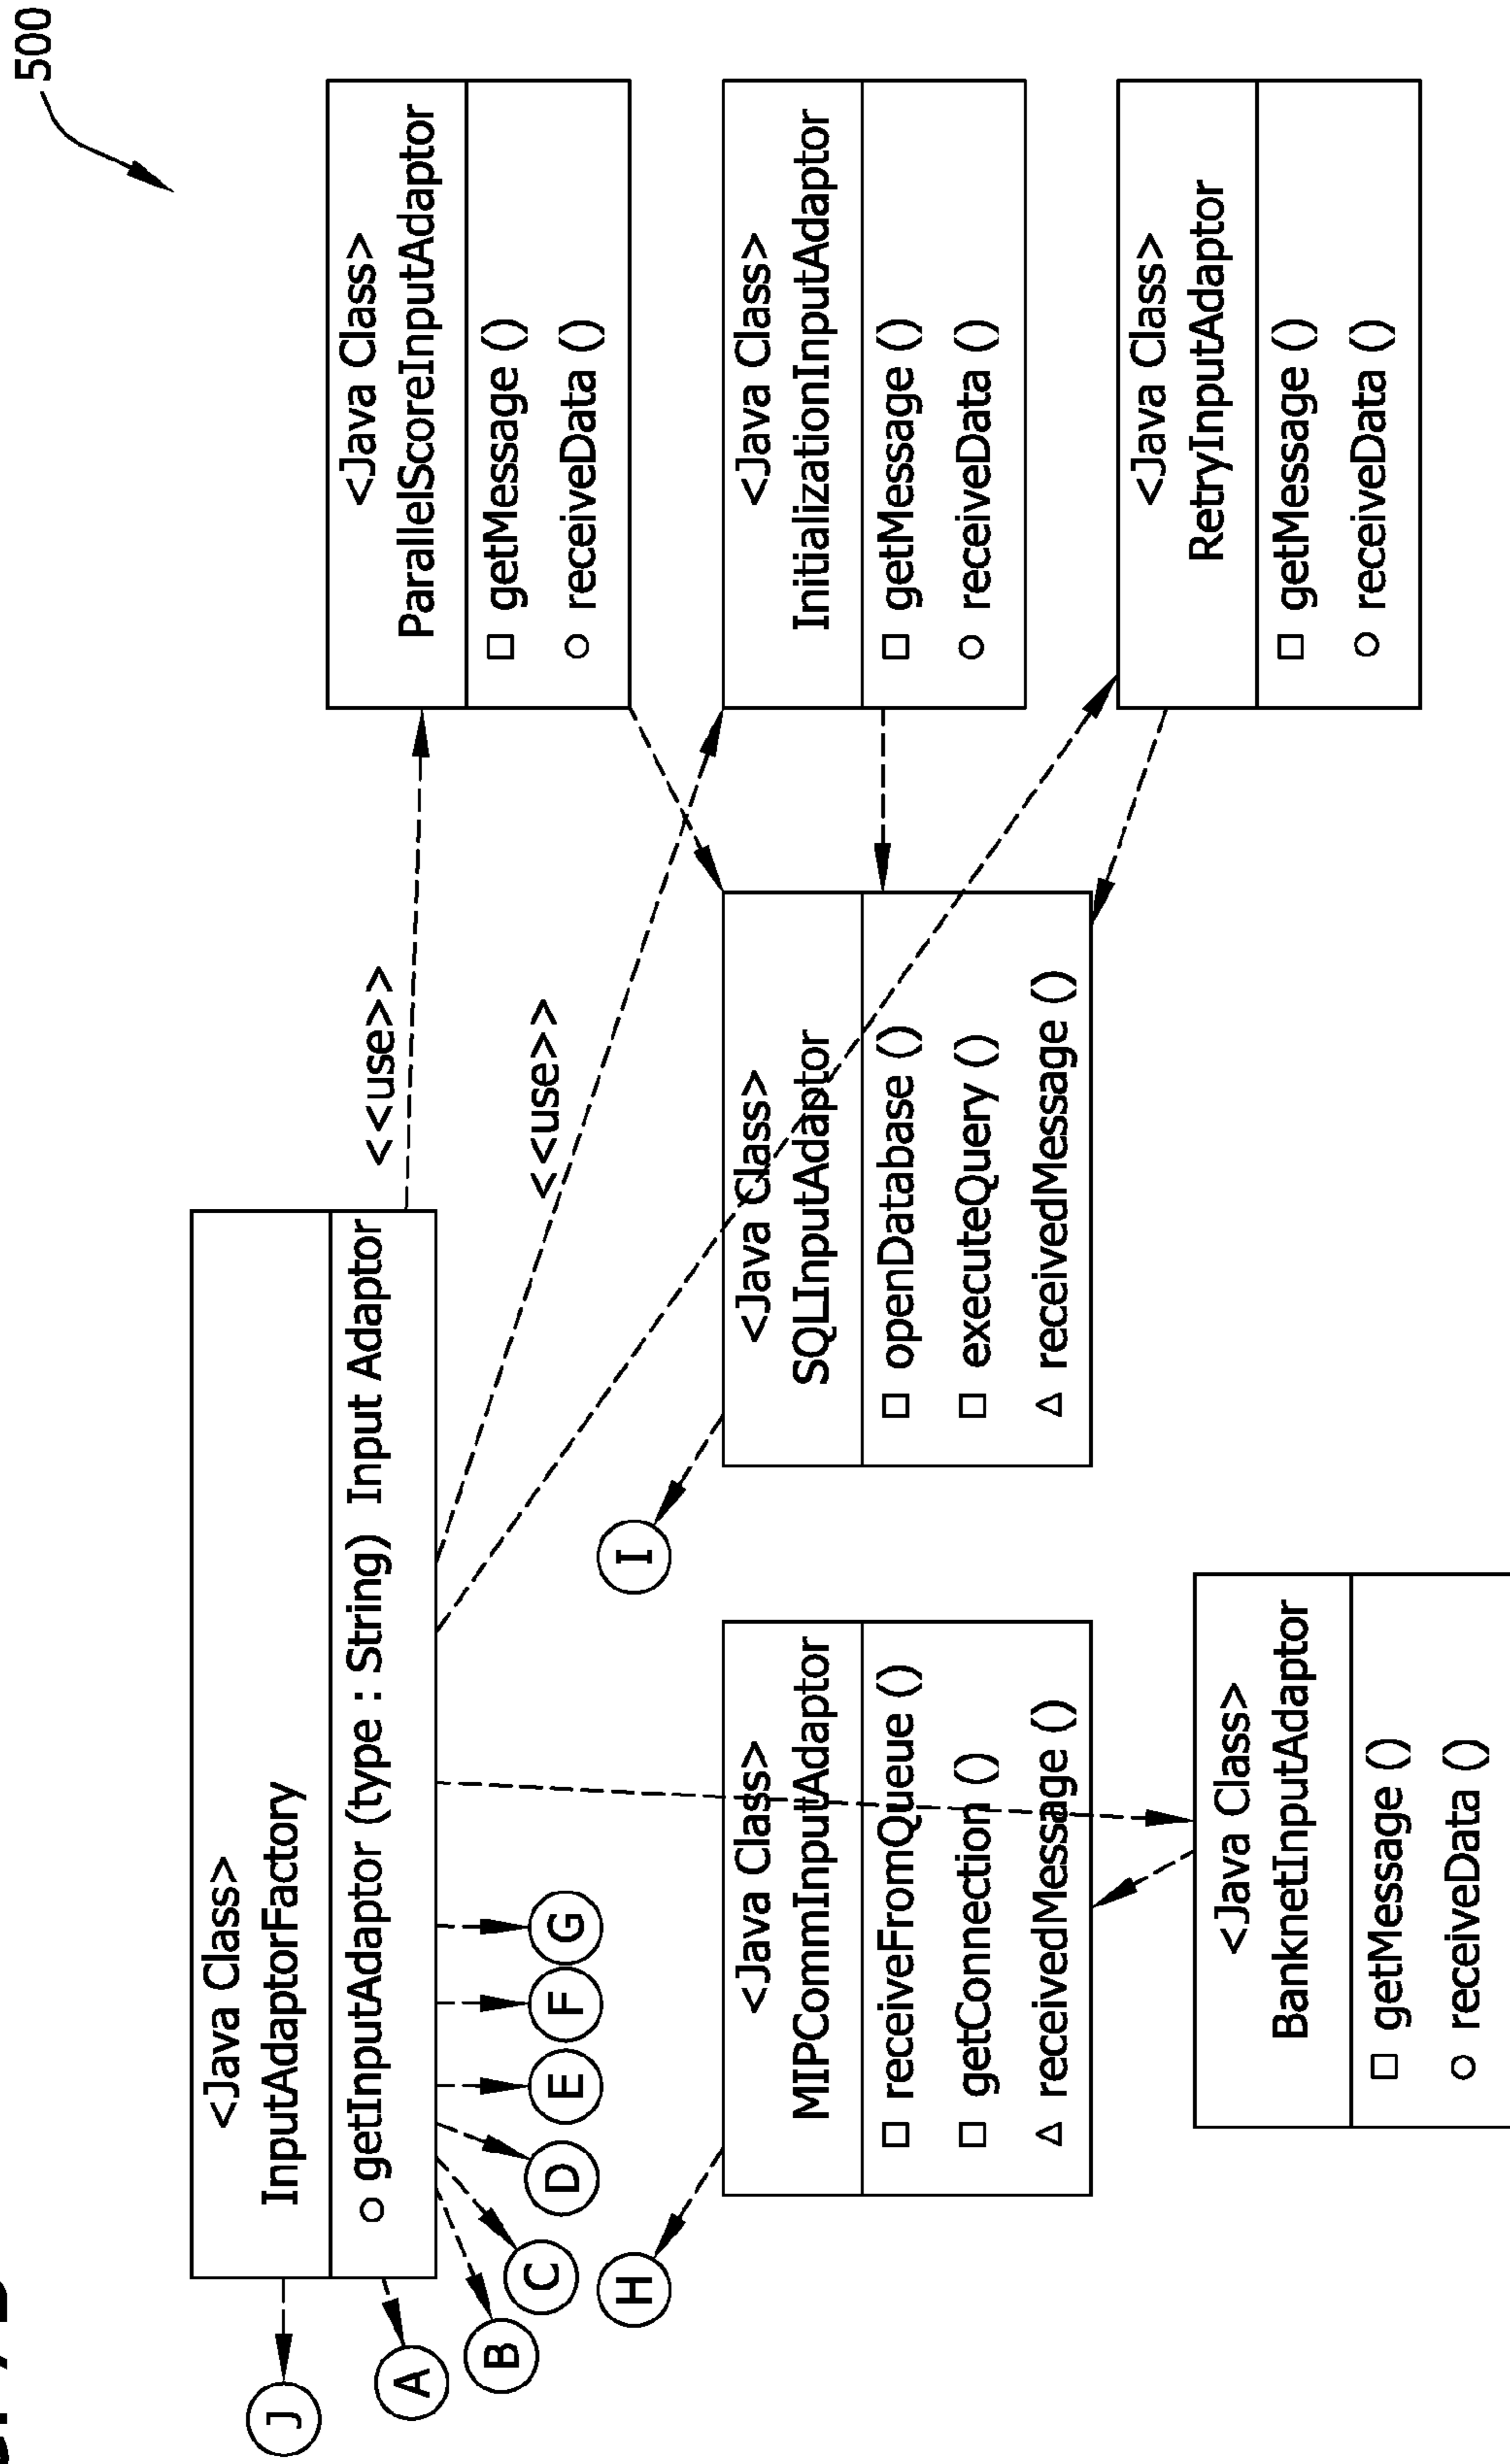 500
<Java Class>
InputAdaptorFactory
○ getInputAdaptor (type : String) Input Adaptor
<<use>>
<<use>>
<Java Class>
ParallelScoreInputAdaptor
□ getMessage ()
○ receiveData ()
J
A
B
C
D
E
F
G
H
I
<Java Class>
MIPCommInputAdaptor
□ receiveFromQueue ()
□ getConnection ()
△ receivedMessage ()
<Java Class>
SQLInputAdaptor
□ openDatabase ()
□ executeQuery ()
△ receivedMessage ()
<Java Class>
InitializationInputAdaptor
□ getMessage ()
○ receiveData ()
<Java Class>
BanknetInputAdaptor
□ getMessage ()
○ receiveData ()
<Java Class>
RetryInputAdaptor
□ getMessage ()
○ receiveData ()